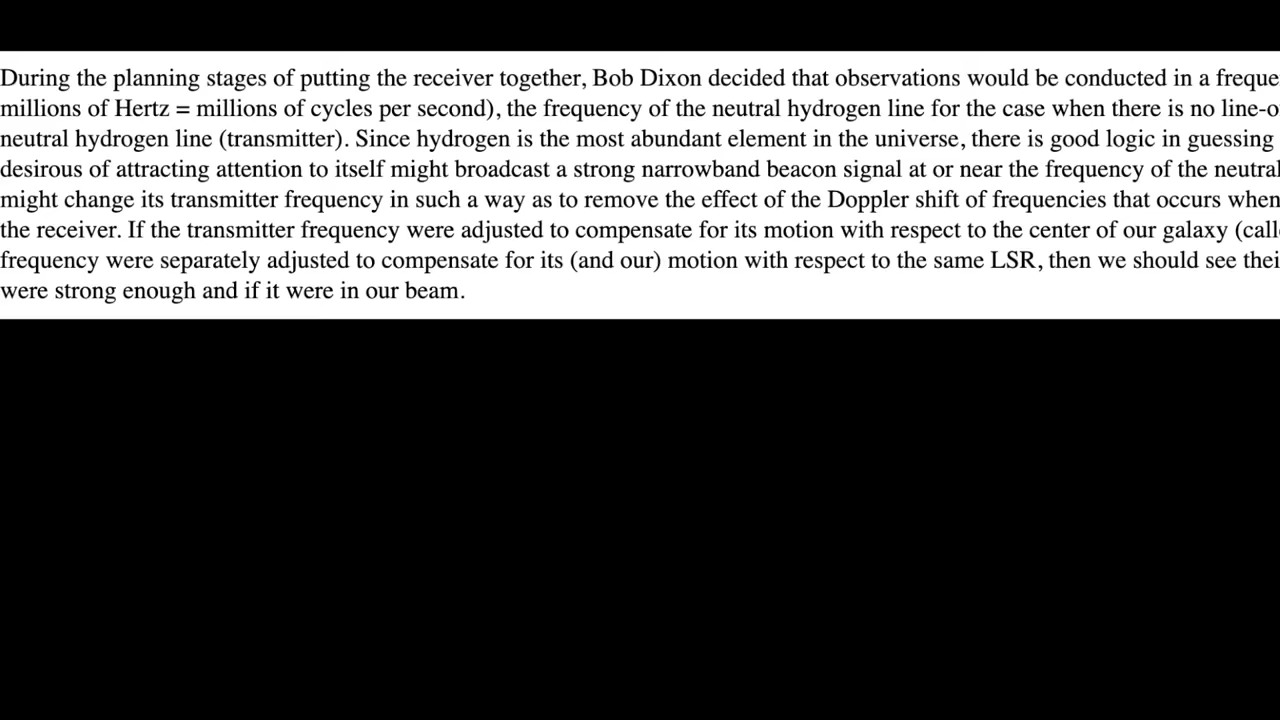 During the planning stages of putting the receiver together, Bob Dixon decided that observations would be conducted in a freque
millions of Hertz = millions of cycles per second), the frequency of the neutral hydrogen line for the case when there is no line-o
neutral hydrogen line (transmitter). Since hydrogen is the most abundant element in the universe, there is good logic in guessing
desirous of attracting attention to itself might broadcast a strong narrowband beacon signal at or near the frequency of the neutral
might change its transmitter frequency in such a way as to remove the effect of the Doppler shift of frequencies that occurs when
the receiver. If the transmitter frequency were adjusted to compensate for its motion with respect to the center of our galaxy (calle
frequency were separately adjusted to compensate for its (and our) motion with respect to the same LSR, then we should see thei
were strong enough and if it were in our beam.